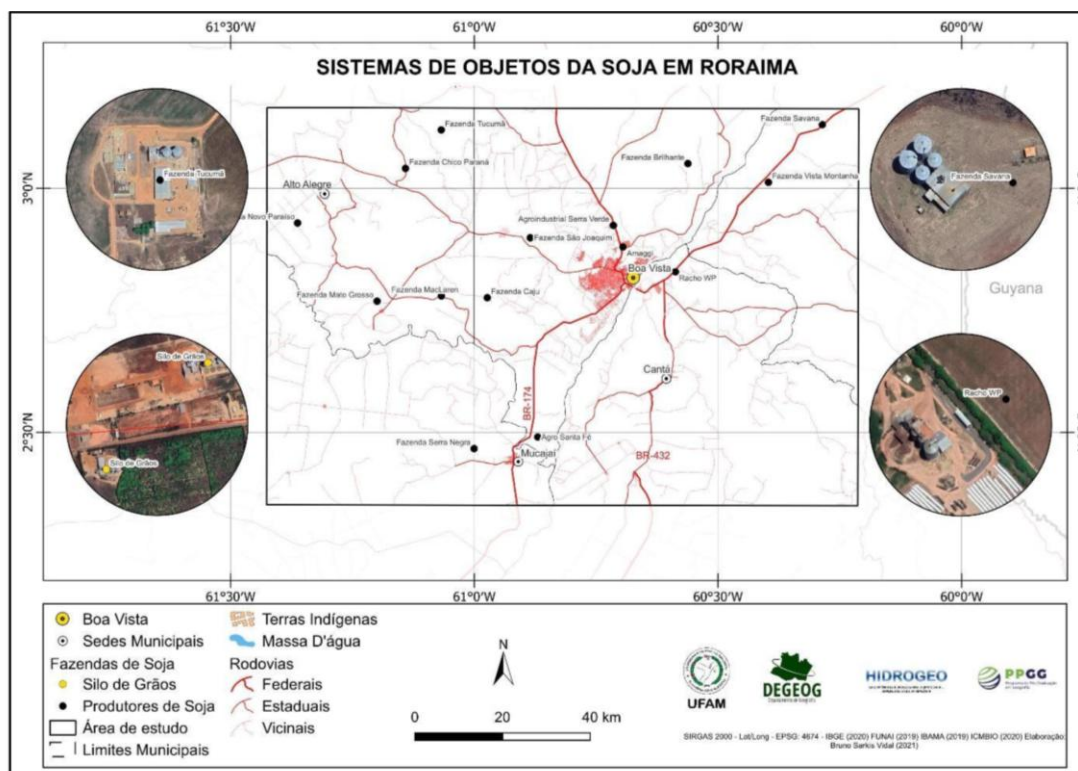 61°30'W 61°0'W 60°30'W 60°0'W
SISTEMAS DE OBJETOS DA SOJA EM RORAIMA
Fazenda Tucumã
Fazenda Savana
Fazenda Tucumã
Fazenda Chico Paraná
Fazenda Brilhante
Fazenda Savana
3°0'N
Alto Alegre
Fazenda Vista Montanha
Novo Paraíso
Agroindustrial Serra Verde
Fazenda São Joaquim
Amaggi
Boa Vista
Racho WP
Guyana
Fazenda Mato Grosso
Fazenda MacLaren
Fazenda Caju
Silo de Grãos
Cantá
Racho WP
BR-174
2°30'N
Silo de Grãos
Fazenda Serra Negra
Agro Santa Fé
Mucajaí
BR-432
61°30'W 61°0'W 60°30'W 60°0'W
Boa Vista
Sedes Municipais
Fazendas de Soja
Silo de Grãos
Produtores de Soja
Área de estudo
Limites Municipais
Terras Indígenas
Massa D'água
Rodovias
Federais
Estaduais
Vicinais
N
0 20 40 km
UFAM
DEGEOG
HIDROGEO
PPGG
SIRGAS 2000 - Lat/Long - EPSG: 4674 - IBGE (2020) FUNAI (2019) IBAMA (2019) ICMBIO (2020) Elaboração:
Bruno Sarkis Vidal (2021)